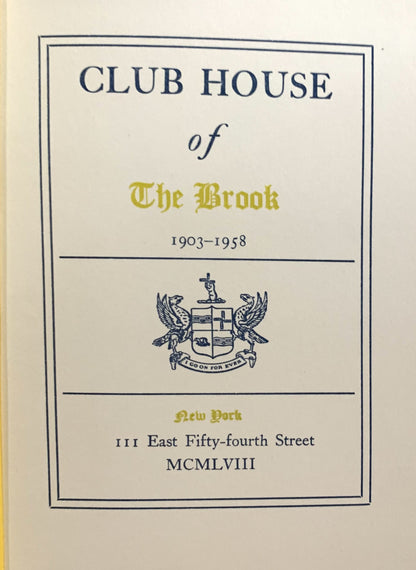 CLUB HOUSE
of
The Brook
1903–1958
I GO ON FOR EVER
New York
111 East Fifty-fourth Street
MCMLVIII